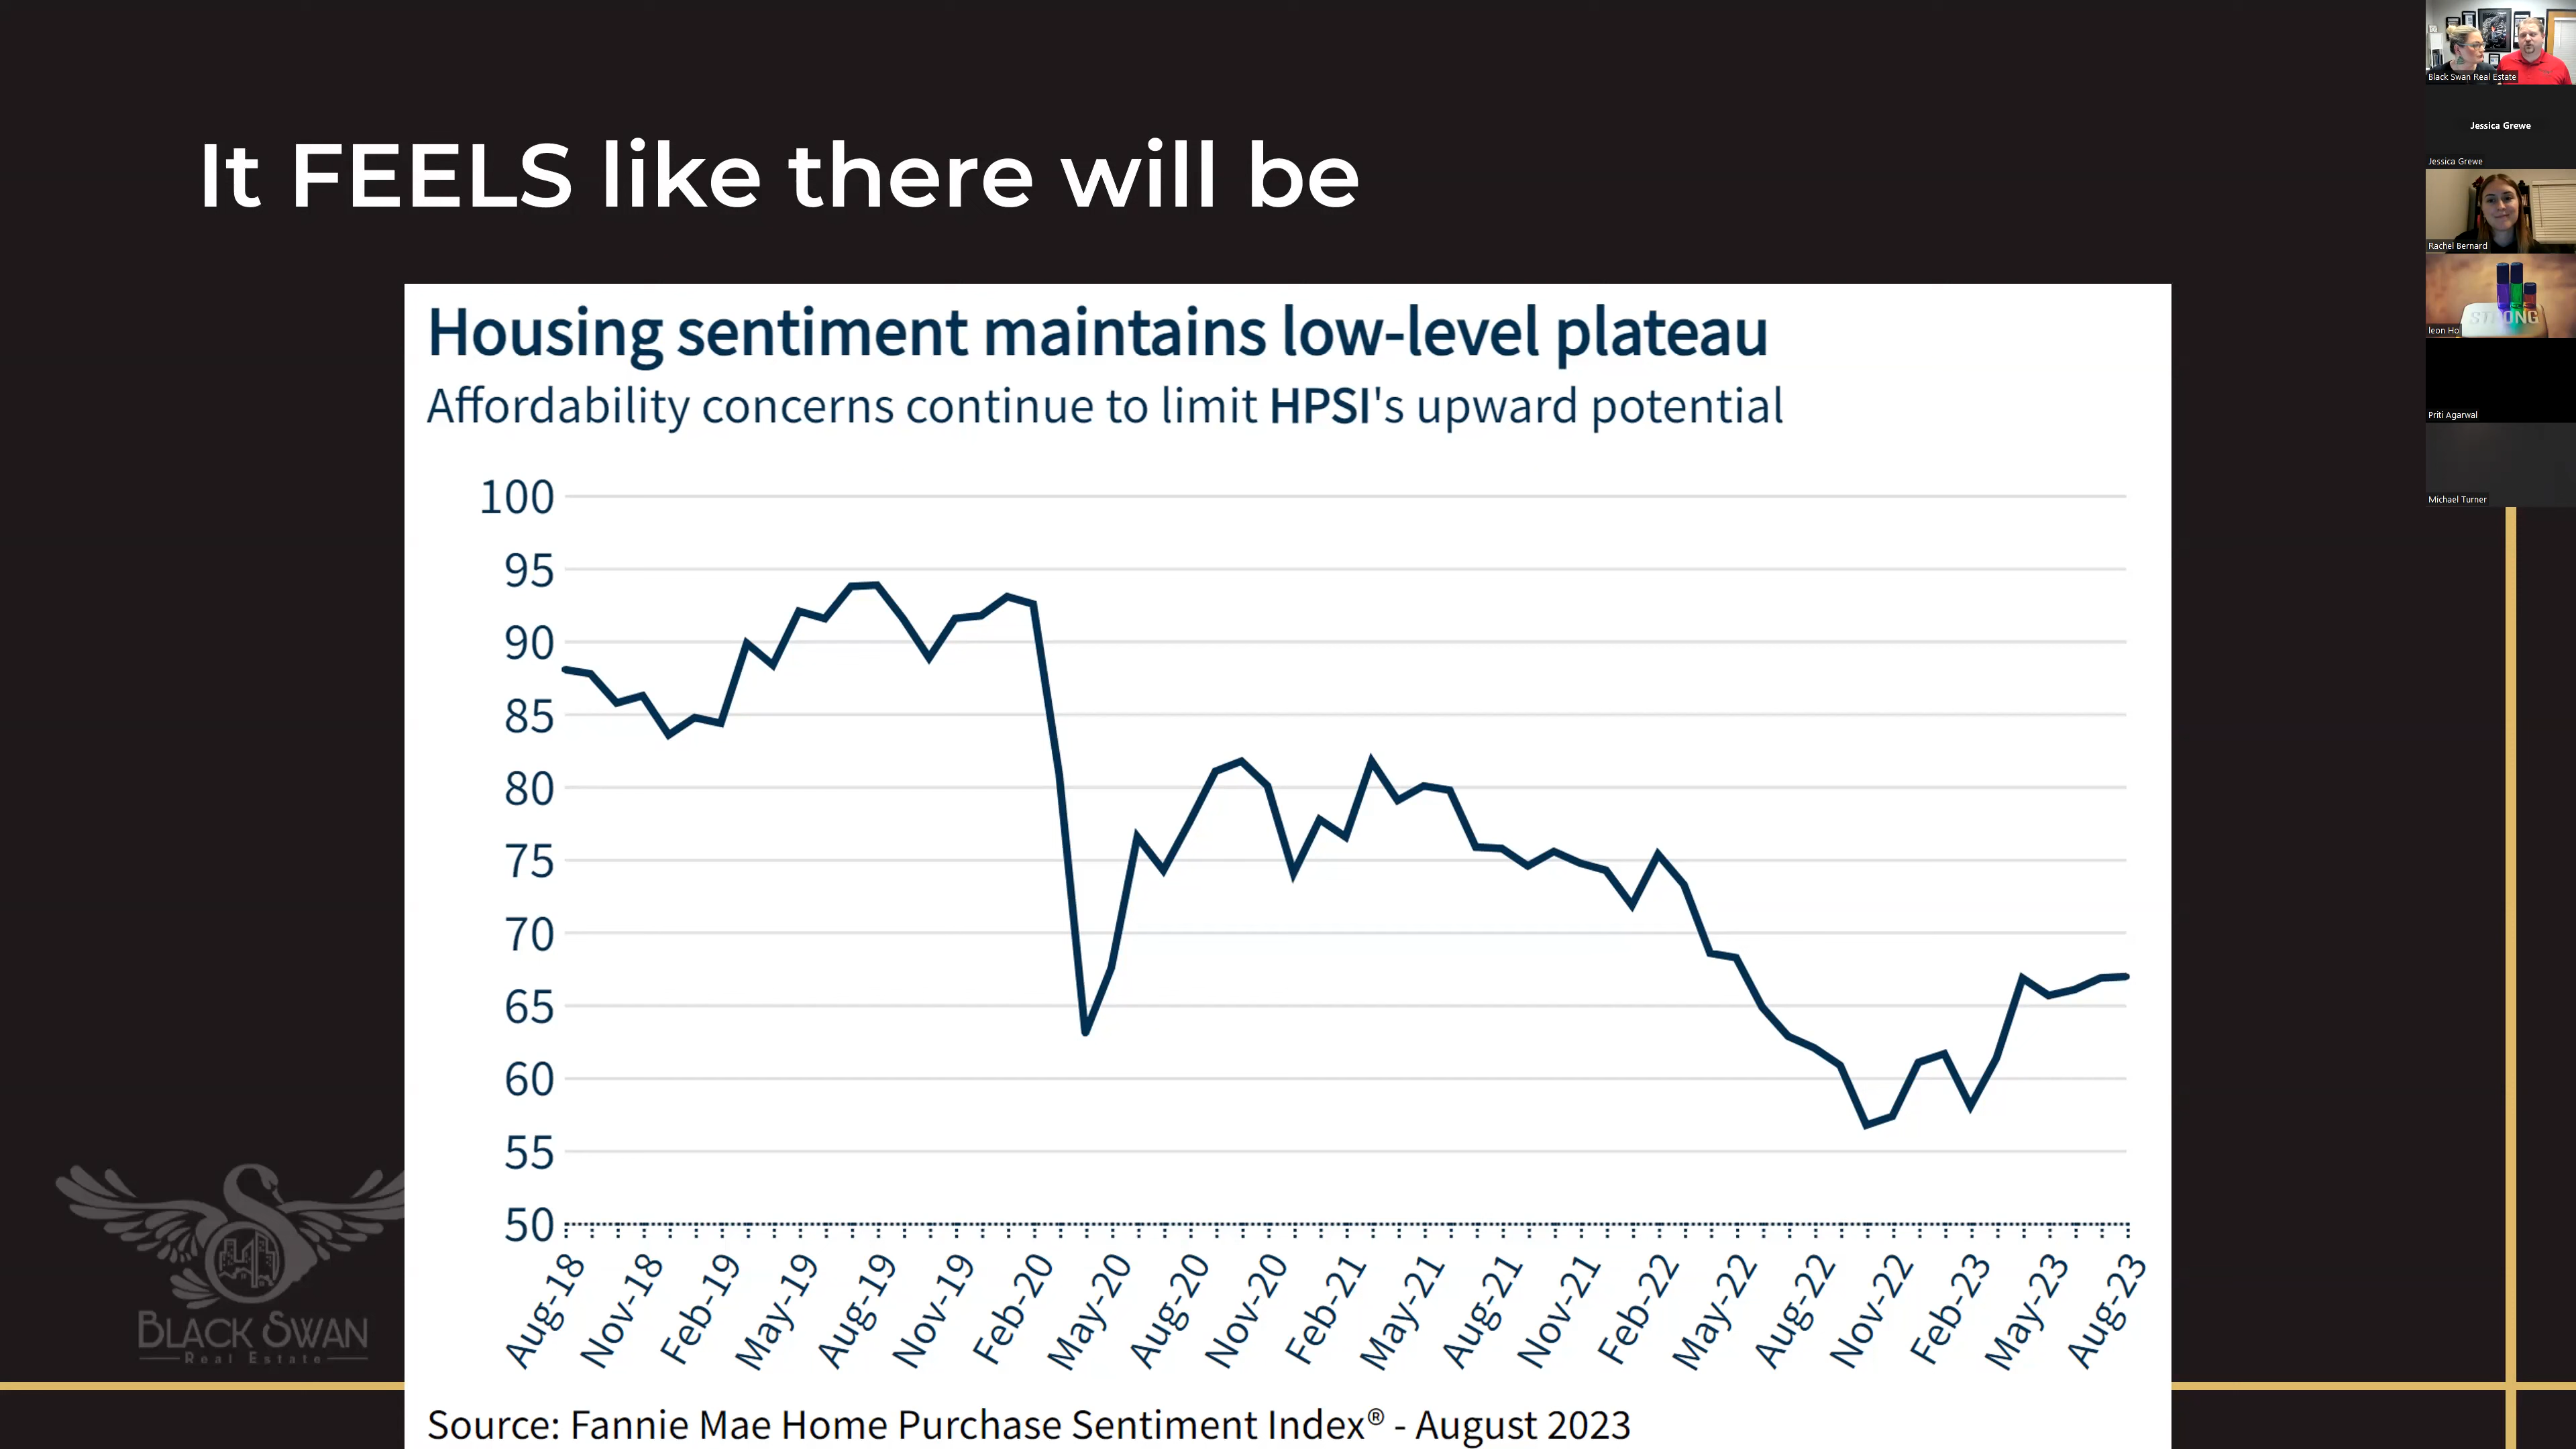 It FEELS like there will be
Housing sentiment maintains low-level plateau
Affordability concerns continue to limit HPSI's upward potential
100
95
90
85
80
75
70
65
60
55
50
Aug-18
Nov-18
Feb-19
May-19
Aug-19
Nov-19
Feb-20
May-20
Aug-20
Nov-20
Feb-21
May-21
Aug-21
Nov-21
Feb-22
May-22
Aug-22
Nov-22
Feb-23
May-23
Aug-23
Source: Fannie Mae Home Purchase Sentiment Index® - August 2023
BLACK SWAN
Real Estate
Black Swan Real Estate
Jessica Grewe
Jessica Grewe
Rachel Bernard
STRONG
leon Ho
Priti Agarwal
Michael Turner